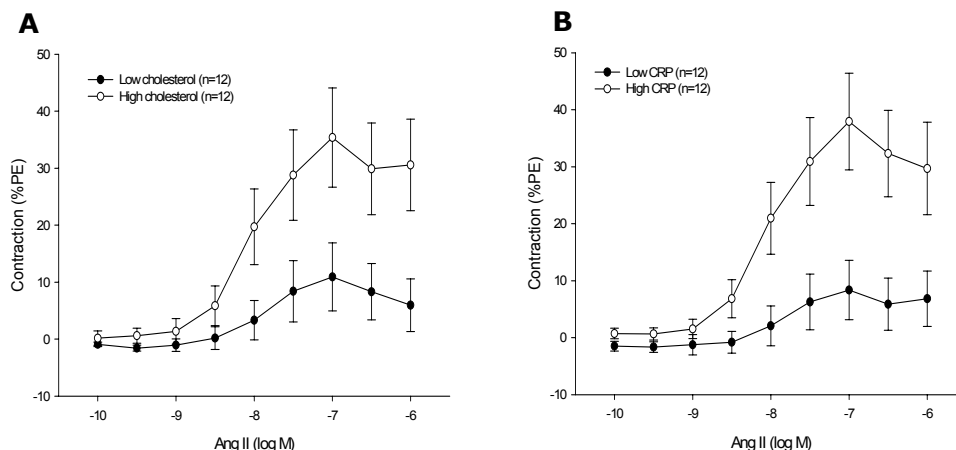 A
Low cholesterol (n=12)
High cholesterol (n=12)
50
40
30
20
10
0
-10
Contraction (%PE)
-10
-9
-8
-7
-6
Ang II (log M)
B
Low CRP (n=12)
High CRP (n=12)
50
40
30
20
10
0
-10
Contraction (%PE)
-10
-9
-8
-7
-6
Ang II (log M)